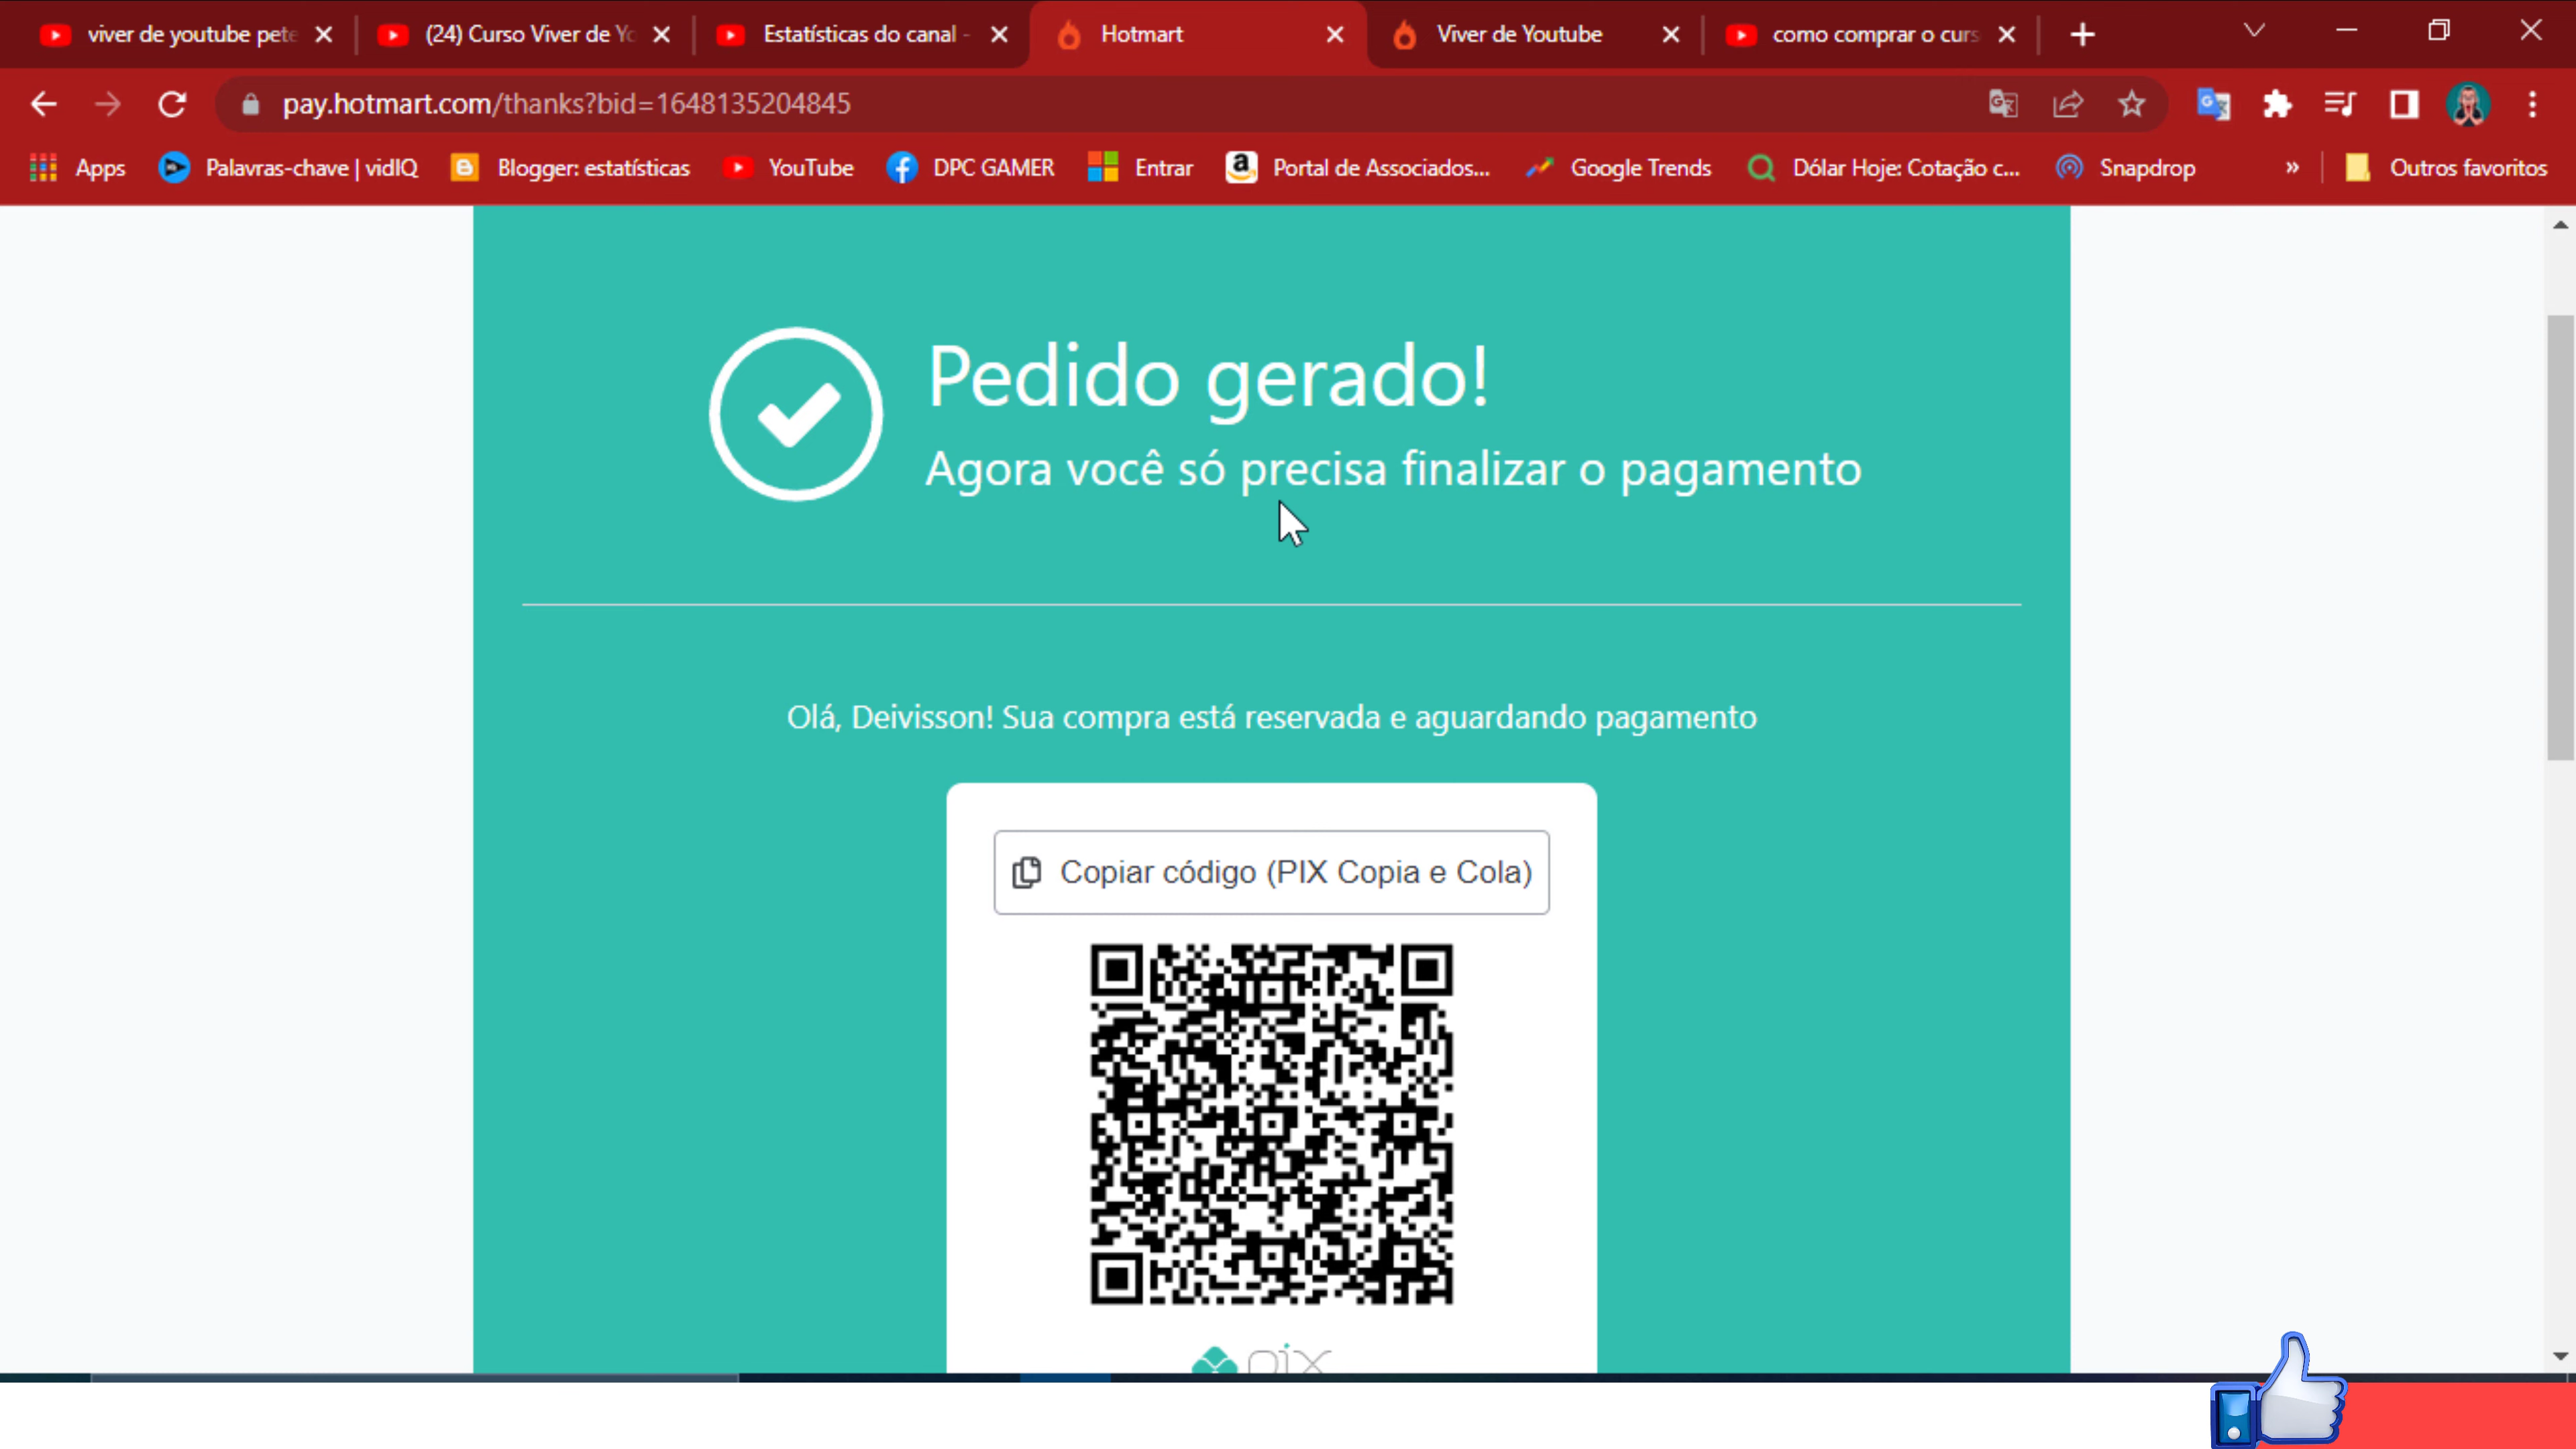 viver de youtube pete
(24) Curso Viver de Yo
Estatísticas do canal -
Hotmart
Viver de Youtube
como comprar o curs
pay.hotmart.com/thanks?bid=1648135204845
Apps
Palavras-chave | vidIQ
Blogger: estatísticas
YouTube
DPC GAMER
Entrar
Portal de Associados...
Google Trends
Dólar Hoje: Cotação c...
Snapdrop
»
Outros favoritos
Pedido gerado!
Agora você só precisa finalizar o pagamento
Olá, Deivisson! Sua compra está reservada e aguardando pagamento
Copiar código (PIX Copia e Cola)
pix